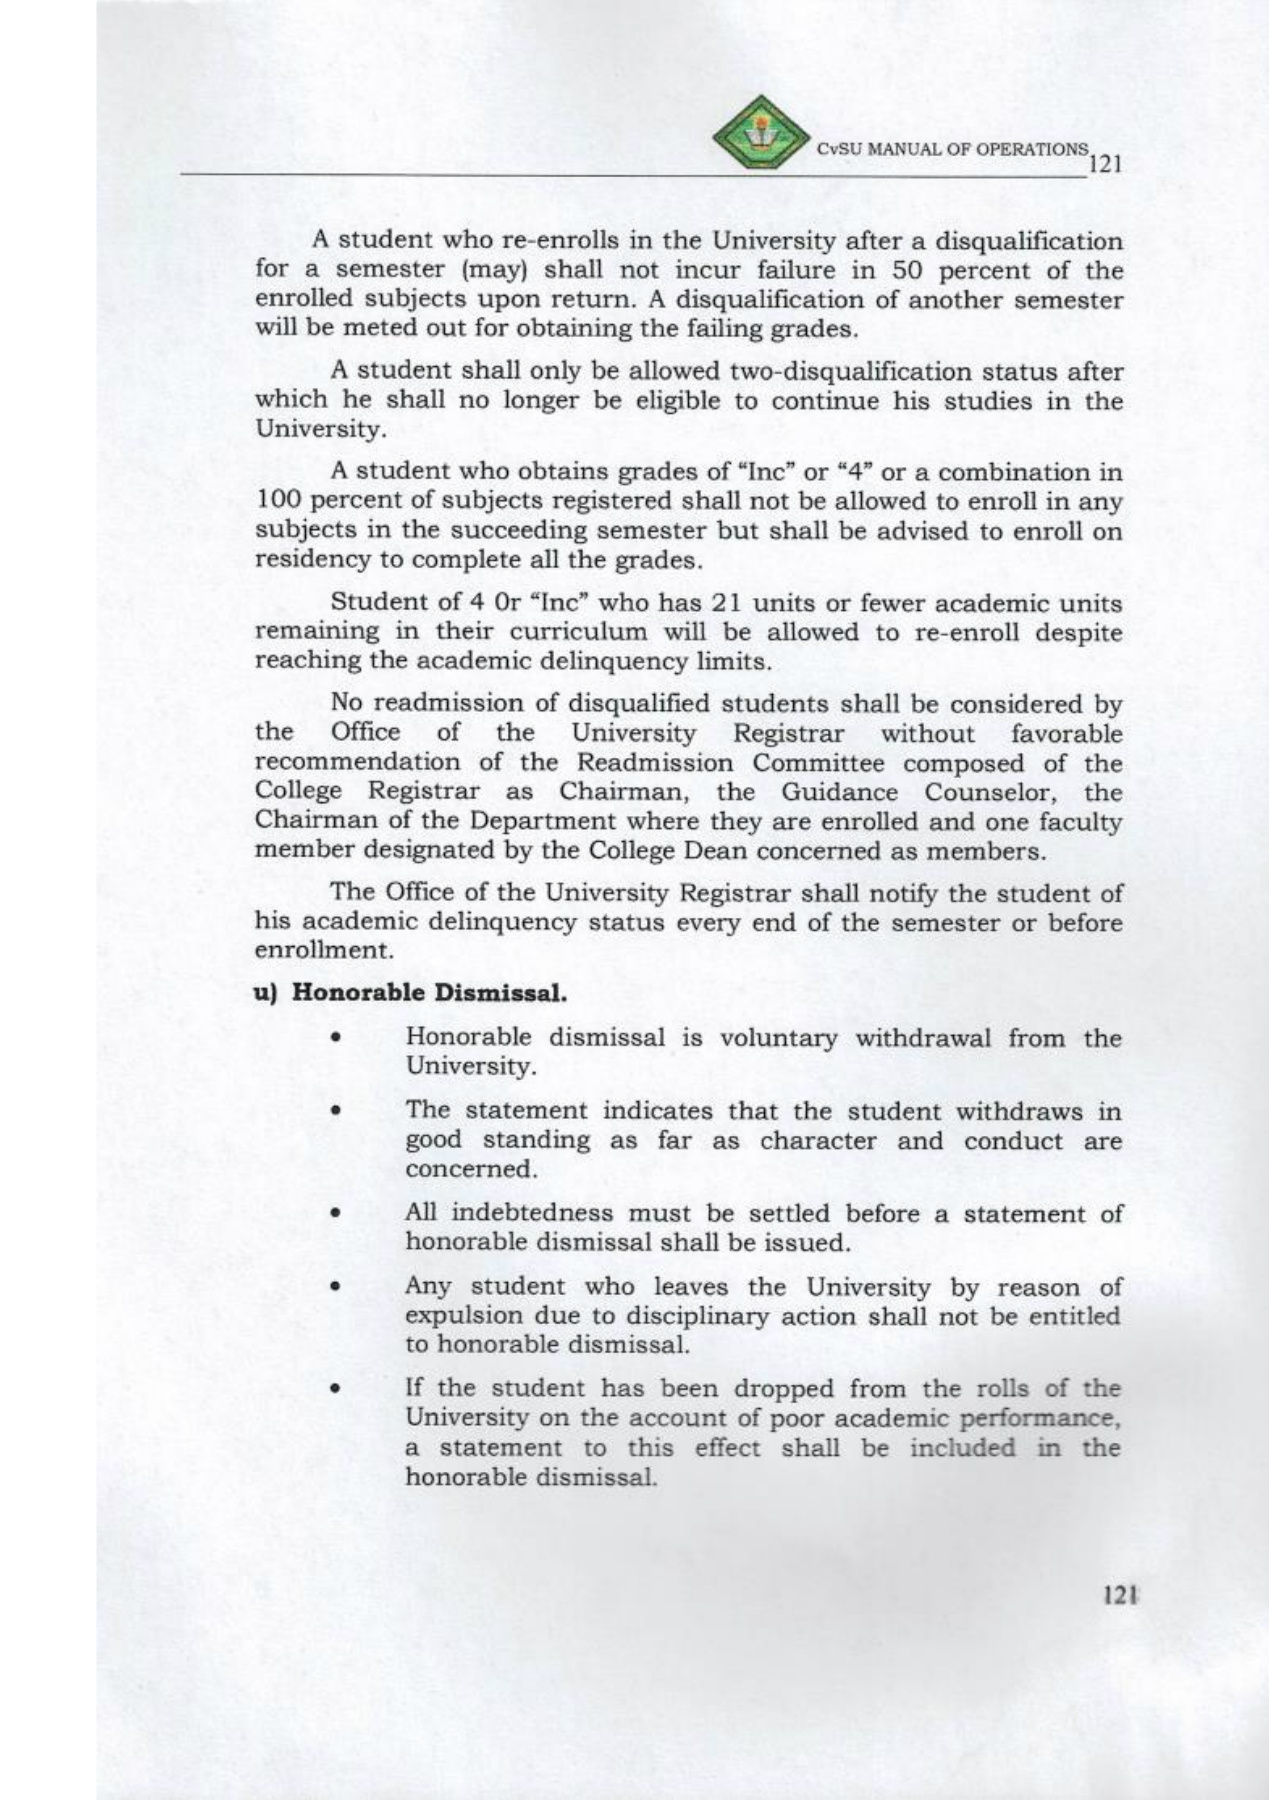 CvSU MANUAL OF OPERATIONS 121
A student who re-enrolls in the University after a disqualification
for a semester (may) shall not incur failure in 50 percent of the
enrolled subjects upon return. A disqualification of another semester
will be meted out for obtaining the failing grades.
A student shall only be allowed two-disqualification status after
which he shall no longer be eligible to continue his studies in the
University.
A student who obtains grades of “Inc” or “4” or a combination in
100 percent of subjects registered shall not be allowed to enroll in any
subjects in the succeeding semester but shall be advised to enroll on
residency to complete all the grades.
Student of 4 0r “Inc” who has 21 units or fewer academic units
remaining in their curriculum will be allowed to re-enroll despite
reaching the academic delinquency limits.
No readmission of disqualified students shall be considered by
the Office of the University Registrar without favorable
recommendation of the Readmission Committee composed of the
College Registrar as Chairman, the Guidance Counselor, the
Chairman of the Department where they are enrolled and one faculty
member designated by the College Dean concerned as members.
The Office of the University Registrar shall notify the student of
his academic delinquency status every end of the semester or before
enrollment.
u) Honorable Dismissal.
• Honorable dismissal is voluntary withdrawal from the
University.
• The statement indicates that the student withdraws in
good standing as far as character and conduct are
concerned.
• All indebtedness must be settled before a statement of
honorable dismissal shall be issued.
• Any student who leaves the University by reason of
expulsion due to disciplinary action shall not be entitled
to honorable dismissal.
• If the student has been dropped from the rolls of the
University on the account of poor academic performance,
a statement to this effect shall be included in the
honorable dismissal.
121